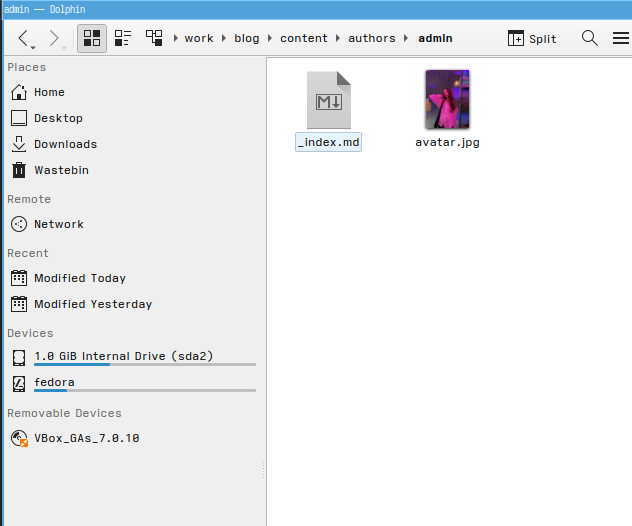 admin — Dolphin
work blog content authors admin Split
Places
Home
Desktop
Downloads
Wastebin
Remote
Network
Recent
Modified Today
Modified Yesterday
Devices
1.0 GiB Internal Drive (sda2)
fedora
Removable Devices
VBox_GAs_7.0.10
M
_index.md
avatar.jpg